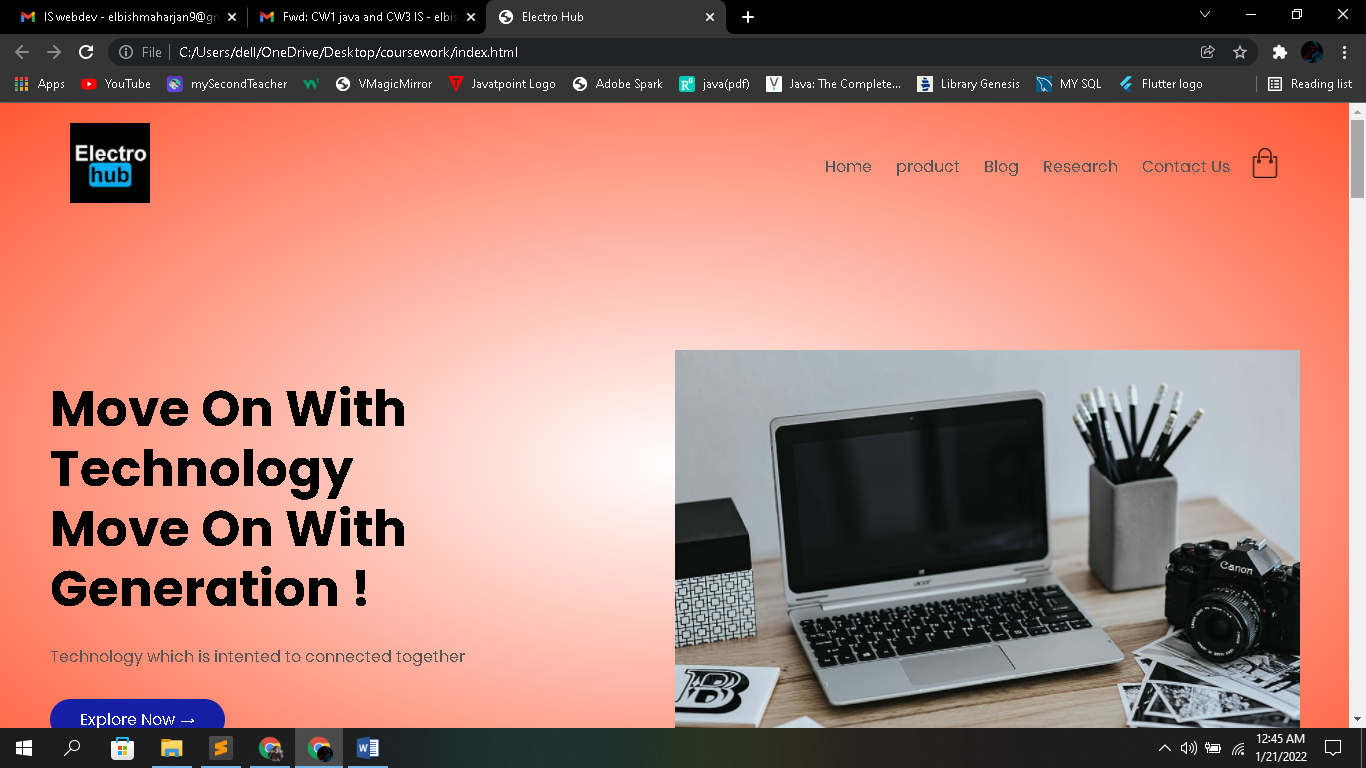 IS webdev - elbishmaharjan9@gn
Fwd: CW1 java and CW3 IS - elbis
Electro Hub
File
C:/Users/dell/OneDrive/Desktop/coursework/index.html
Apps
YouTube
mySecondTeacher
VMagicMirror
Javatpoint Logo
Adobe Spark
java(pdf)
Java: The Complete...
Library Genesis
MY SQL
Flutter logo
Reading list
Electro
hub
Home
product
Blog
Research
Contact Us
Move On With
Technology
Move On With
Generation !
Technology which is intented to connected together
Explore Now →
acer
Canon
B
12:45 AM
1/21/2022